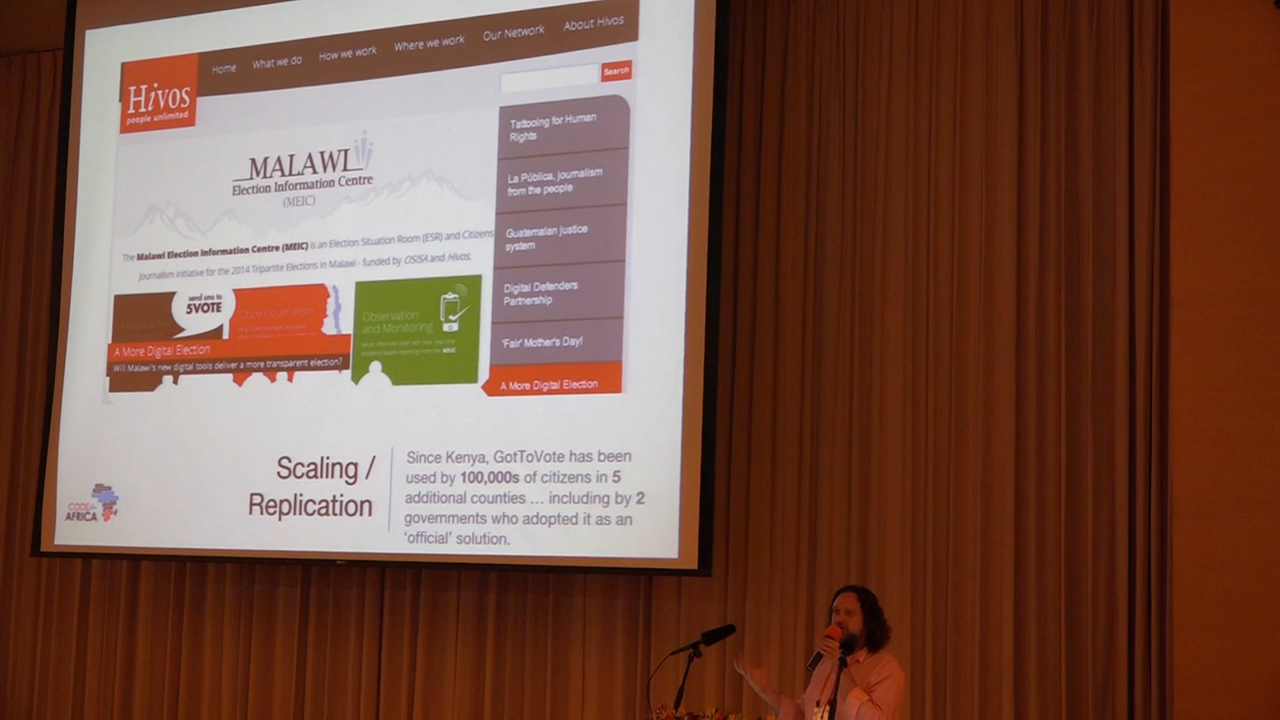 Home What we do How we work Where we work Our Network About Hivos
Hivos
people unlimited
Search
MALAWI
Election Information Centre
(MEIC)
The Malawi Election Information Centre (MEIC) is an Election Situation Room (ESR) and Citizens
Journalism initiative for the 2014 Tripartite Elections in Malawi - funded by OSISA and Hivos.
send sms to
5VOTE
Citizen journalism
A More Digital Election
Will Malawi's new digital tools deliver a more transparent election?
Observation
and Monitoring
Tattooing for Human
Rights
La Pública, journalism
from the people
Guatemalan justice
system
Digital Defenders
Partnership
'Fair' Mother's Day!
A More Digital Election
Scaling /
Replication
Since Kenya, GotToVote has been
used by 100,000s of citizens in 5
additional counties ... including by 2
governments who adopted it as an
'official' solution.
CODE for
AFRICA